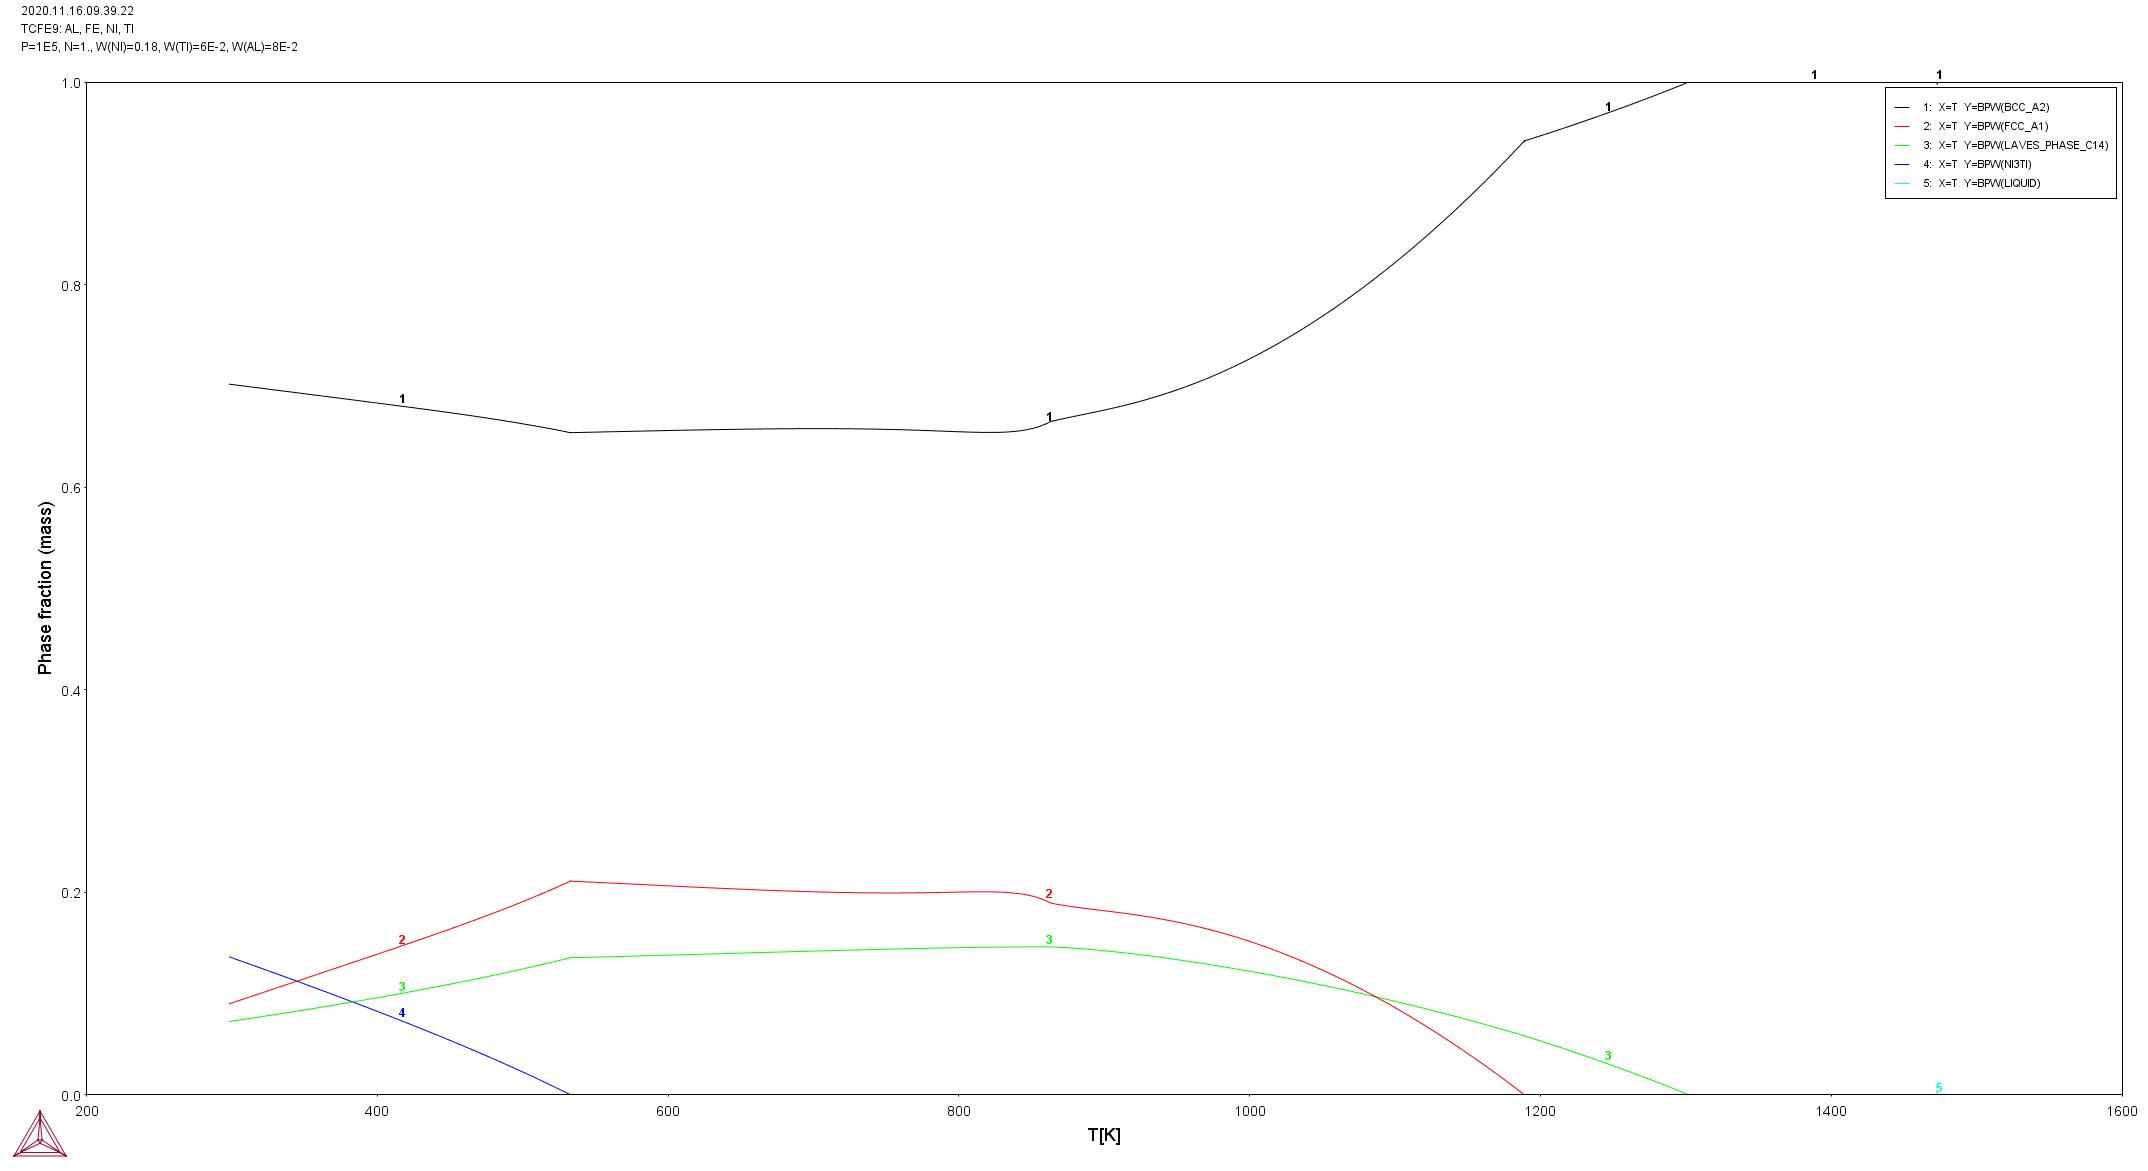 2020.11.16.09.39.22
TCFE9: AL, FE, NI, TI
P=1E5, N=1., W(NI)=0.18, W(TI)=6E-2, W(AL)=8E-2
1 1
1.0
1
1: X=T Y=BPW(BCC_A2)
2: X=T Y=BPW(FCC_A1)
3: X=T Y=BPW(LAVES_PHASE_C14)
4: X=T Y=BPW(NI3TI)
5: X=T Y=BPW(LIQUID)
0.8
1
1
0.6
Phase fraction (mass)
0.4
0.2
2
2
3
3
4
3
5
0.0
200 400 600 800 1000 1200 1400 1600
T[K]